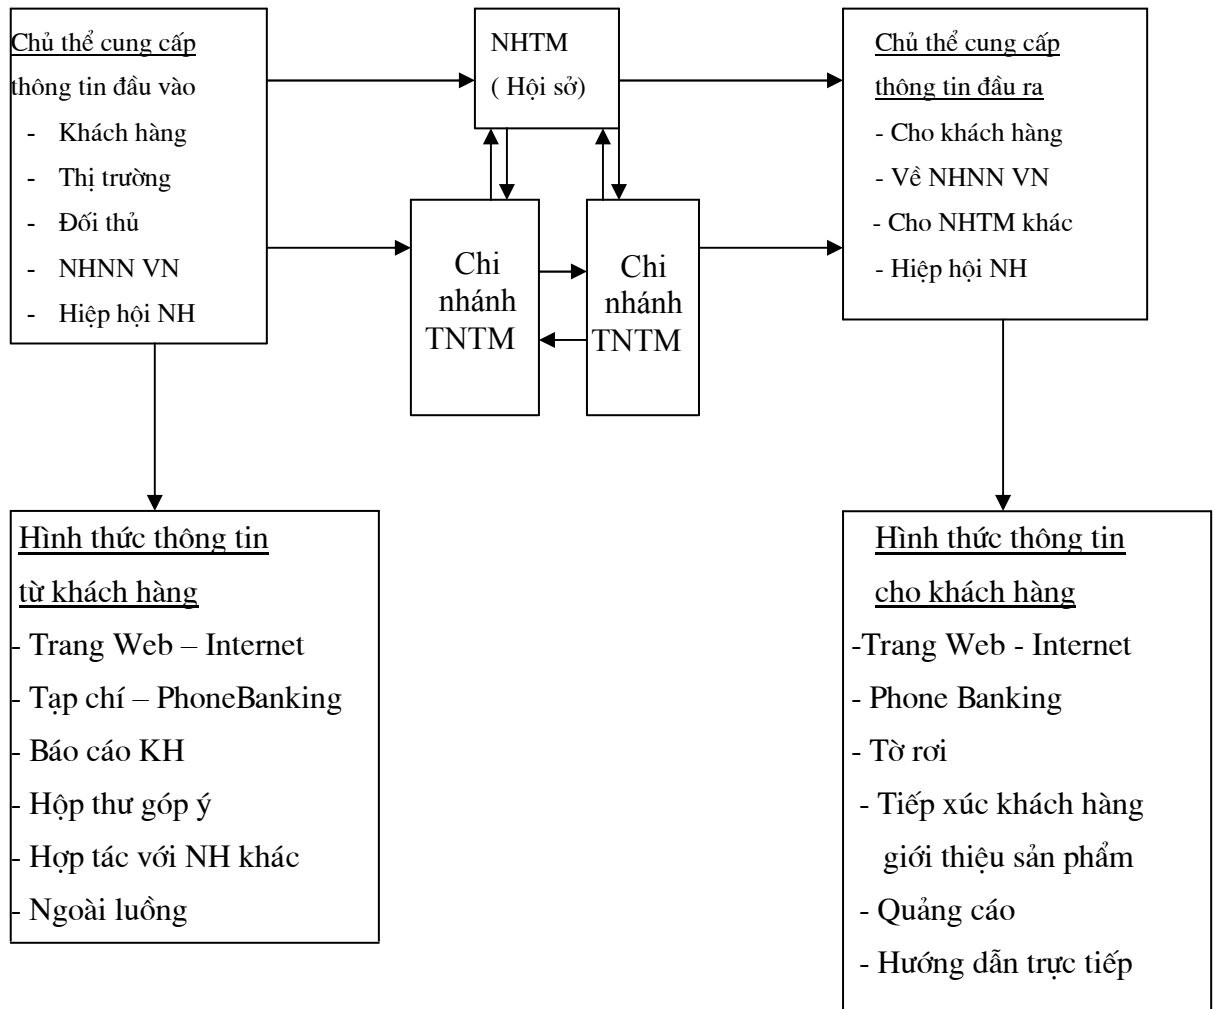 Chủ thể cung cấp
thông tin đầu vào
- Khách hàng
- Thị trường
- Đối thủ
- NHNN VN
- Hiệp hội NH
NHTM
( Hội sở)
Chi
nhánh
TNTM
Chi
nhánh
TNTM
Chủ thể cung cấp
thông tin đầu ra
- Cho khách hàng
- Về NHNN VN
- Cho NHTM khác
- Hiệp hội NH
Hình thức thông tin
từ khách hàng
- Trang Web – Internet
- Tạp chí – PhoneBanking
- Báo cáo KH
- Hộp thư góp ý
- Hợp tác với NH khác
- Ngoài luồng
Hình thức thông tin
cho khách hàng
-Trang Web - Internet
- Phone Banking
- Tờ rơi
- Tiếp xúc khách hàng
giới thiệu sản phẩm
- Quảng cáo
- Hướng dẫn trực tiếp